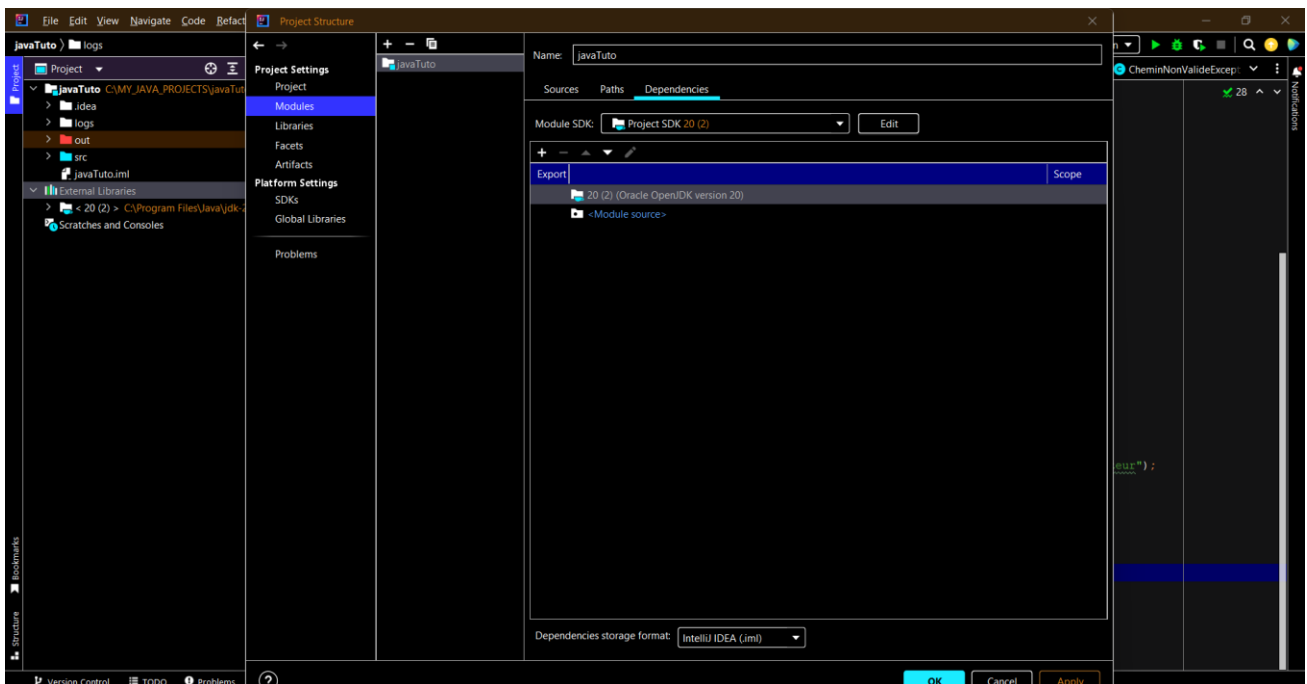 File Edit View Navigate Code Refact
Project Structure
javaTuto logs
Project
javaTuto C:\MY_JAVA_PROJECTS\javaTut
.idea
logs
out
src
javaTuto.iml
External Libraries
< 20 (2) > C:\Program Files\Java\jdk-2
Scratches and Consoles
Project
Bookmarks
Structure
Project Settings
Project
Modules
Libraries
Facets
Artifacts
Platform Settings
SDKs
Global Libraries
Problems
javaTuto
Name: javaTuto
Sources Paths Dependencies
Module SDK: Project SDK 20 (2) Edit
Export Scope
20 (2) (Oracle OpenJDK version 20)
<Module source>
Dependencies storage format: IntelliJ IDEA (.iml)
OK Cancel Apply
CheminNonValideExcept
28
Notifications
eur");
Version Control TODO Problems